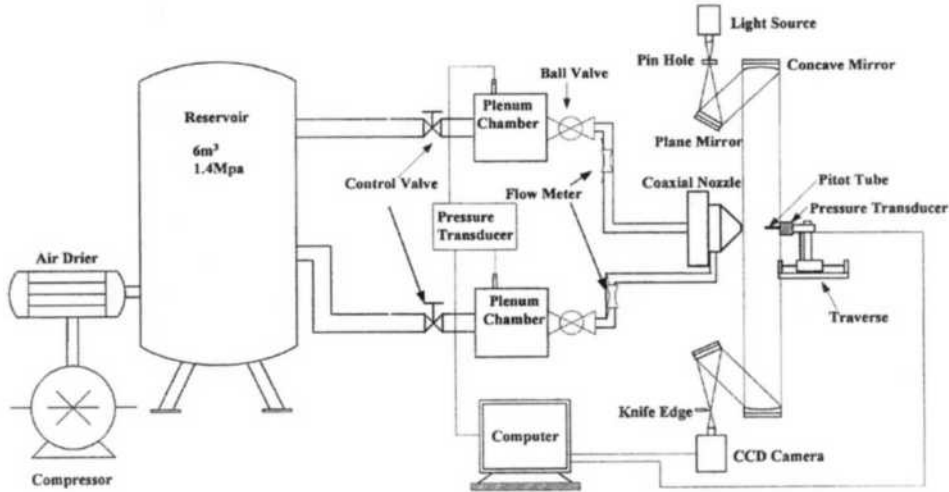 Light Source
Pin Hole
Concave Mirror
Ball Valve
Plenum
Chamber
Reservoir
6m³
1.4Mpa
Plane Mirror
Control Valve
Flow Meter
Coaxial Nozzle
Pitot Tube
Pressure Transducer
Pressure
Transducer
Air Drier
Plenum
Chamber
Traverse
Knife Edge
Computer
CCD Camera
Compressor